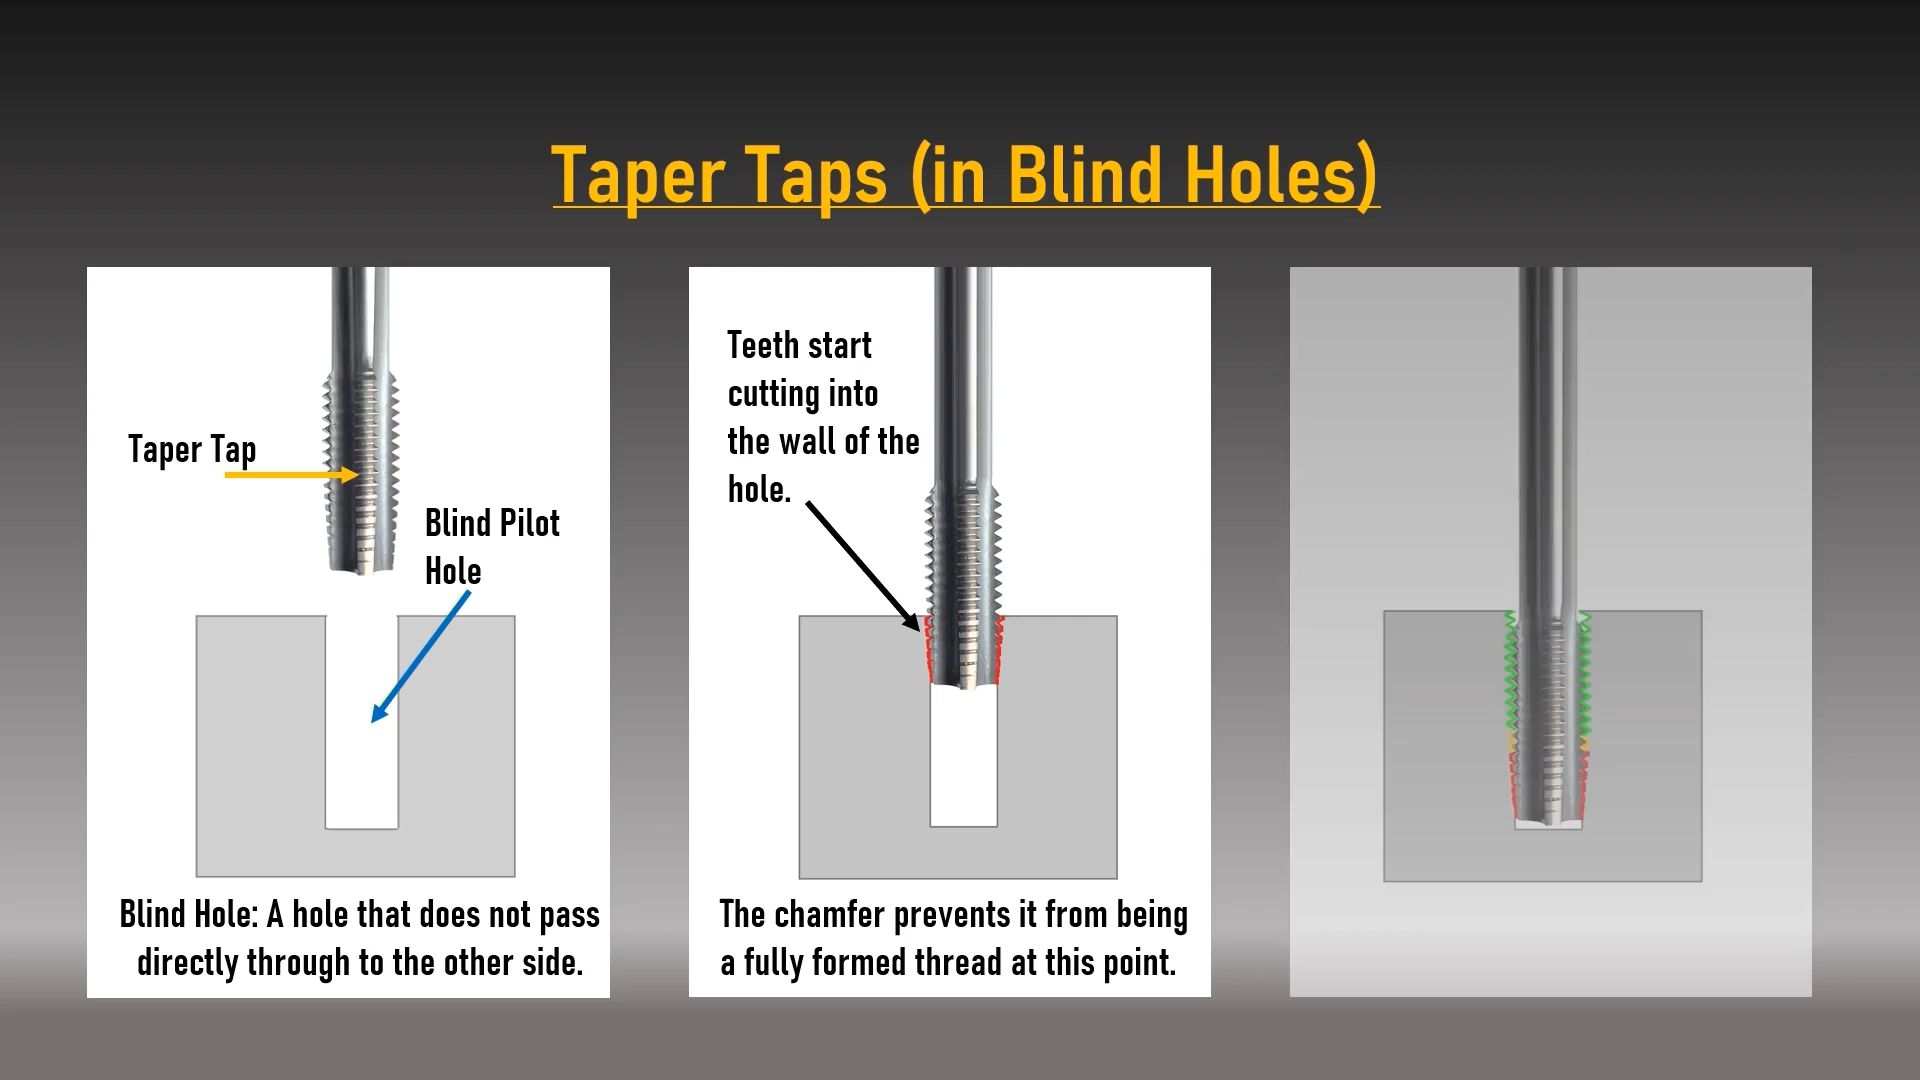 Taper Taps (in Blind Holes)
Taper Tap
Blind Pilot
Hole
Blind Hole: A hole that does not pass
directly through to the other side.
Teeth start
cutting into
the wall of the
hole.
The chamfer prevents it from being
a fully formed thread at this point.